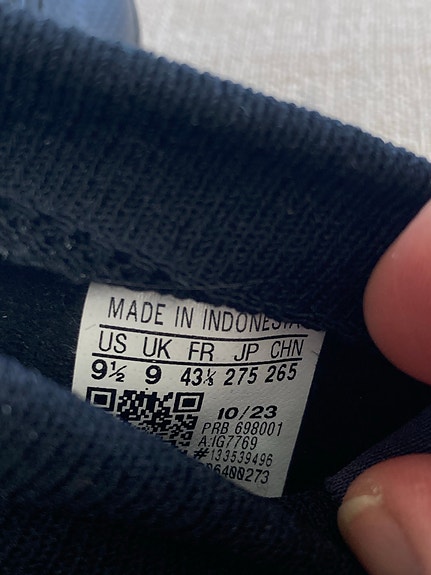 MADE IN INDONESIA
US UK FR JP CHN
9½ 9 43⅓ 275 265
10/23
PRB 698001
A:IG7769
#133539496
6400273